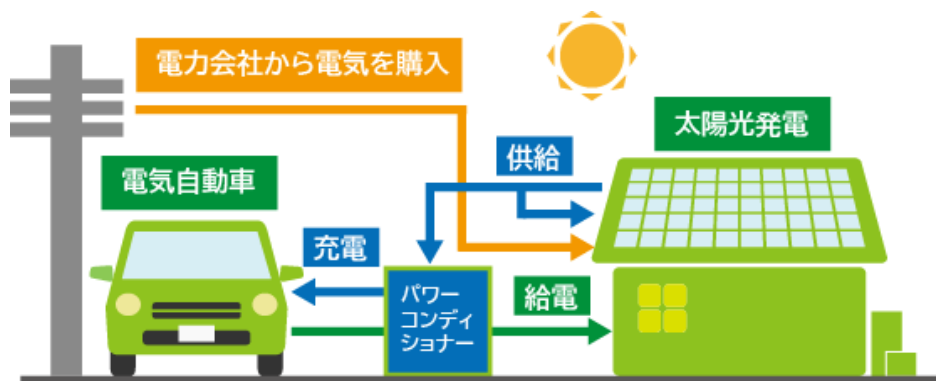 電力会社から電気を購入
太陽光発電
供給
電気自動車
充電
パワー
コンディ
ショナー
給電